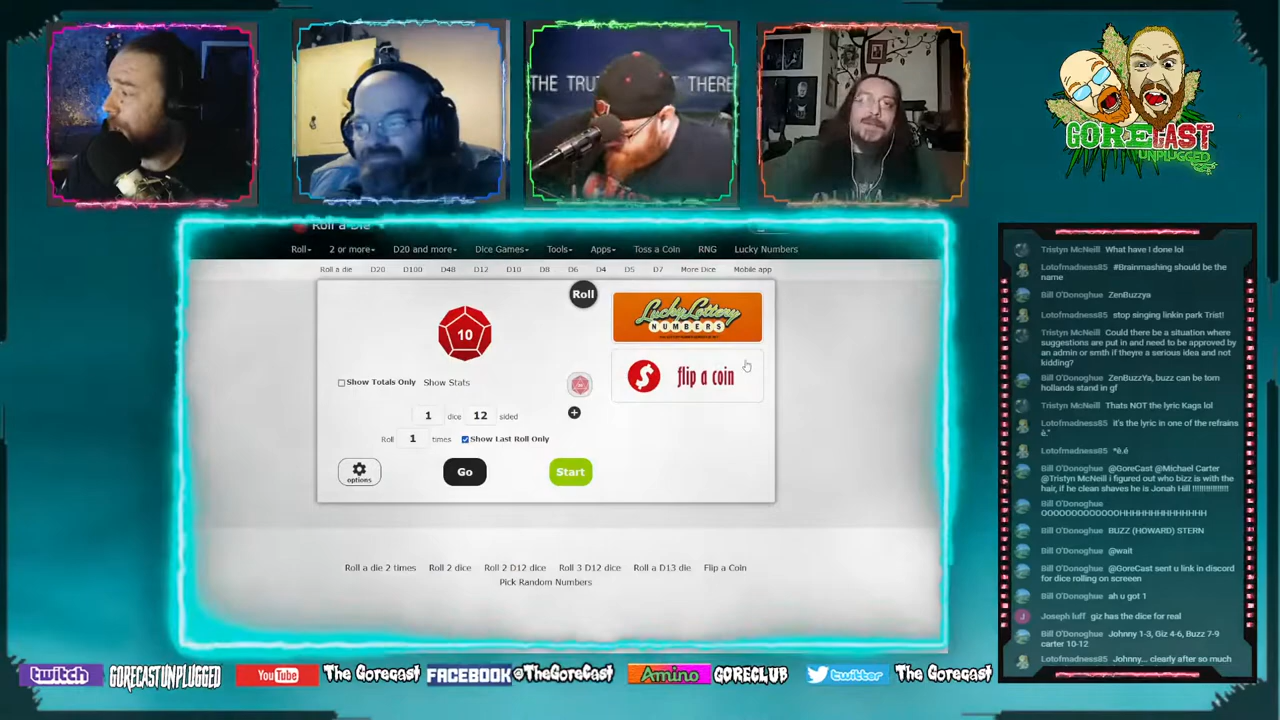 THE TRUT
THERE
GORECAST
UNPLUGGED
Roll a Die
Roll 2 or more D20 and more Dice Games Tools Apps Toss a Coin RNG Lucky Numbers
Roll a die D20 D100 D48 D12 D10 D8 D6 D4 D5 D7 More Dice Mobile app
Roll
10
Lucky Lottery
NUMBERS
Show Totals Only Show Stats
$ flip a coin
1 dice 12 sided
Roll 1 times Show Last Roll Only
options
Go
Start
Roll a die 2 times Roll 2 dice Roll 2 D12 dice Roll 3 D12 dice Roll a D13 die Flip a Coin
Pick Random Numbers
Tristyn McNeill What have I done lol
Lotofmadness85 #Brainmashing should be the
name
Bill O'Donoghue ZenBuzzya
Lotofmadness85 stop singing linkin park Trist!
Tristyn McNeill Could there be a situation where
suggestions are put in and need to be approved by
an admin or smth if theyre a serious idea and not
kidding?
Bill O'Donoghue ZenBuzzYa, buzz can be tom
hollands stand in gf
Tristyn McNeill Thats NOT the lyric Kags lol
Lotofmadness85 it's the lyric in one of the refrains
è."
Lotofmadness85 *è.é
Bill O'Donoghue @GoreCast @Michael Carter
@Tristyn McNeill i figured out who bizz is with the
hair, if he clean shaves he is Jonah Hill !!!!!!!!!!!!!!!!!
Bill O'Donoghue
Bill O'Donoghue BUZZ (HOWARD) STERN
Bill O'Donoghue @wait
Bill O'Donoghue @GoreCast sent u link in discord
for dice rolling on screeen
Bill O'Donoghue ah u got 1
Joseph luff giz has the dice for real
Bill O'Donoghue Johnny 1-3, Giz 4-6, Buzz 7-9
carter 10-12
Lotofmadness85 Johnny... clearly after so much
twitch GORECASTUNPLUGGED YouTube The Gorecast FACEBOOK @TheGoreCast Amino GORECLUB twitter The Gorecast